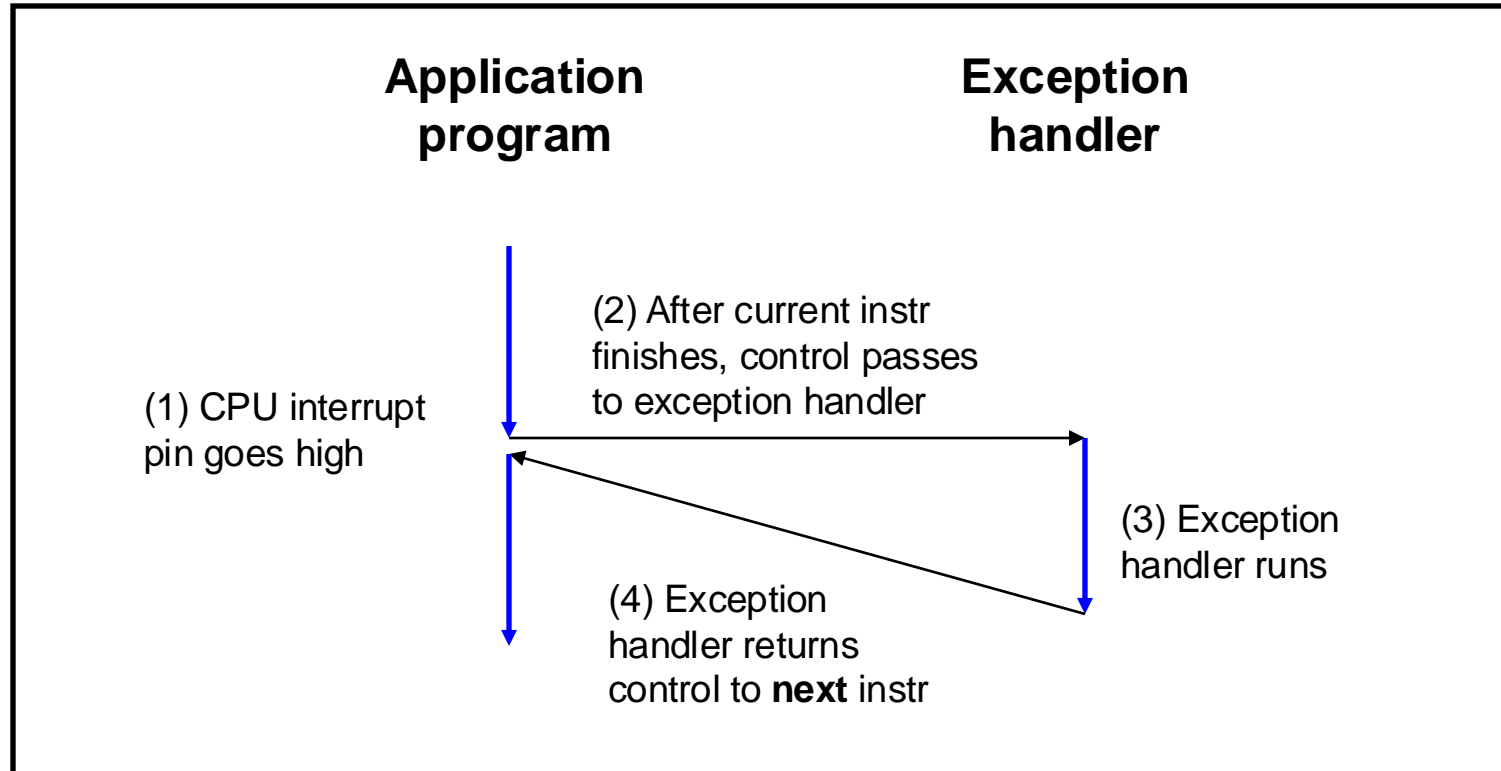 Application
program
Exception
handler
(1) CPU interrupt
pin goes high
(2) After current instr
finishes, control passes
to exception handler
(3) Exception
handler runs
(4) Exception
handler returns
control to next instr